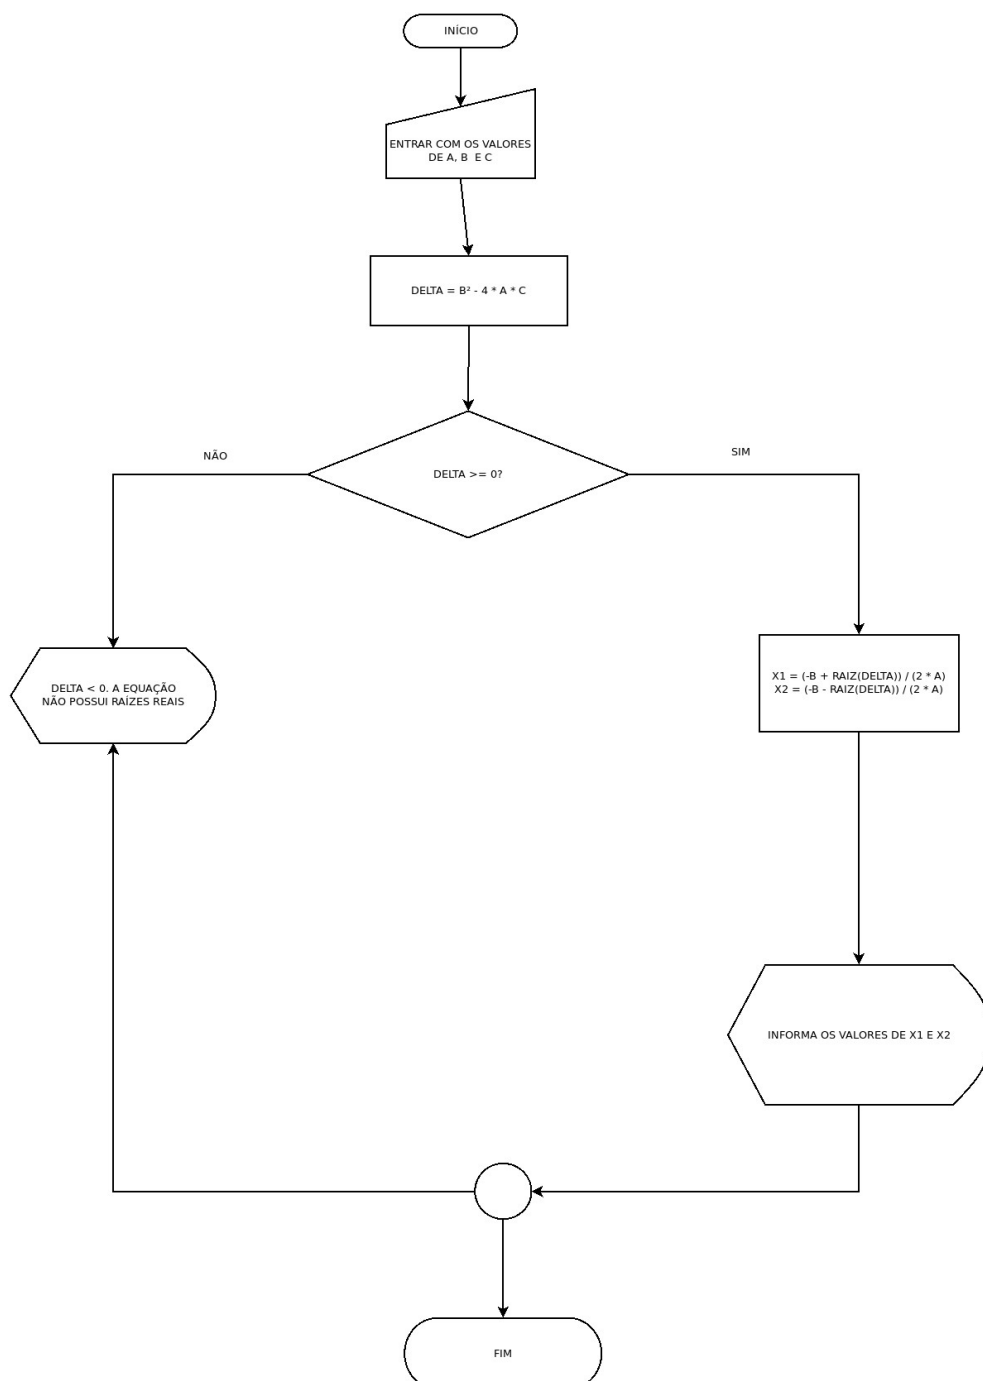 INÍCIO
ENTRAR COM OS VALORES
DE A, B E C
DELTA = B² - 4 * A * C
DELTA >= 0?
NÃO
SIM
DELTA < 0. A EQUAÇÃO
NÃO POSSUI RAÍZES REAIS
X1 = (-B + RAIZ(DELTA)) / (2 * A)
X2 = (-B - RAIZ(DELTA)) / (2 * A)
INFORMA OS VALORES DE X1 E X2
FIM